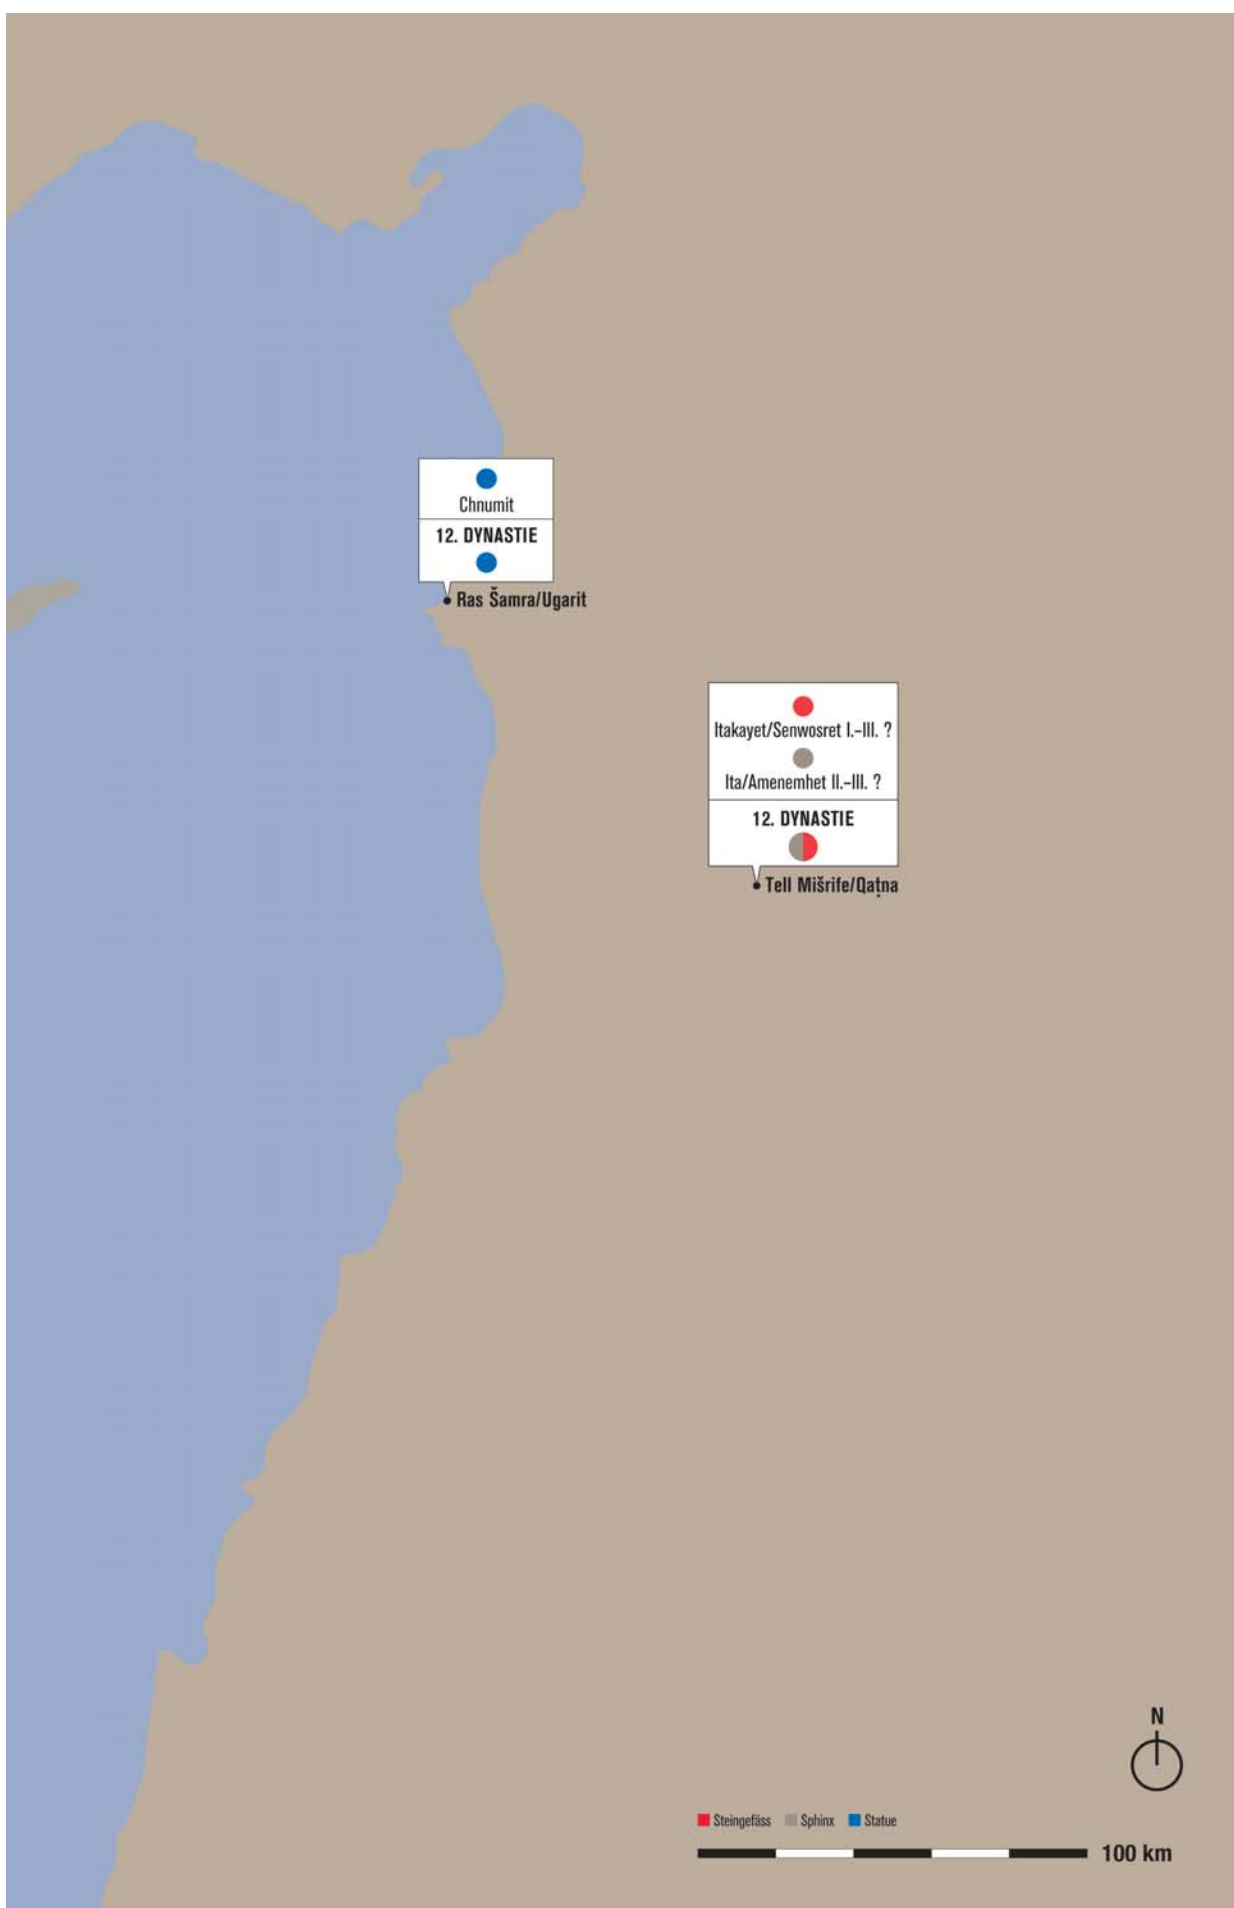 Chnumit
12. DYNASTIE
Ras Šamra/Ugarit
Itakayet/Senwosret I.–III. ?
Ita/Amenemhet II.–III. ?
12. DYNASTIE
Tell Mišrife/Qaṭna
N
Steingefäss Sphinx Statue
100 km